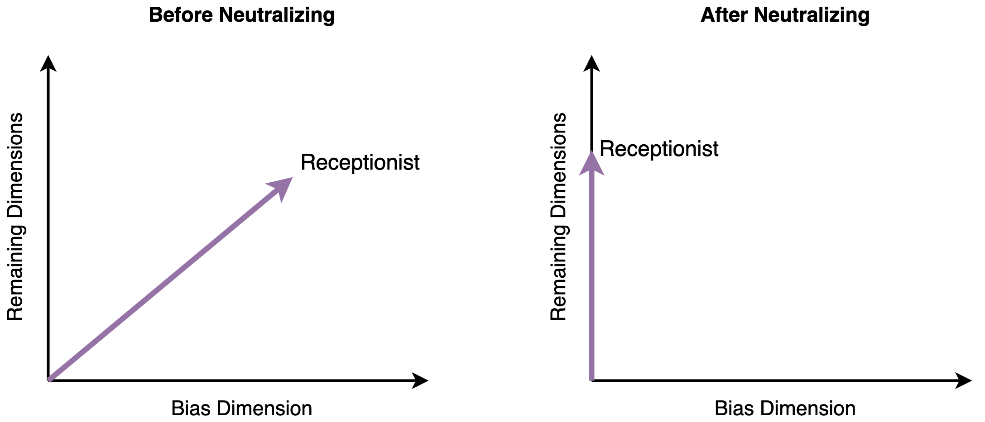 Before Neutralizing
After Neutralizing
Remaining Dimensions
Receptionist
Bias Dimension
Remaining Dimensions
Receptionist
Bias Dimension